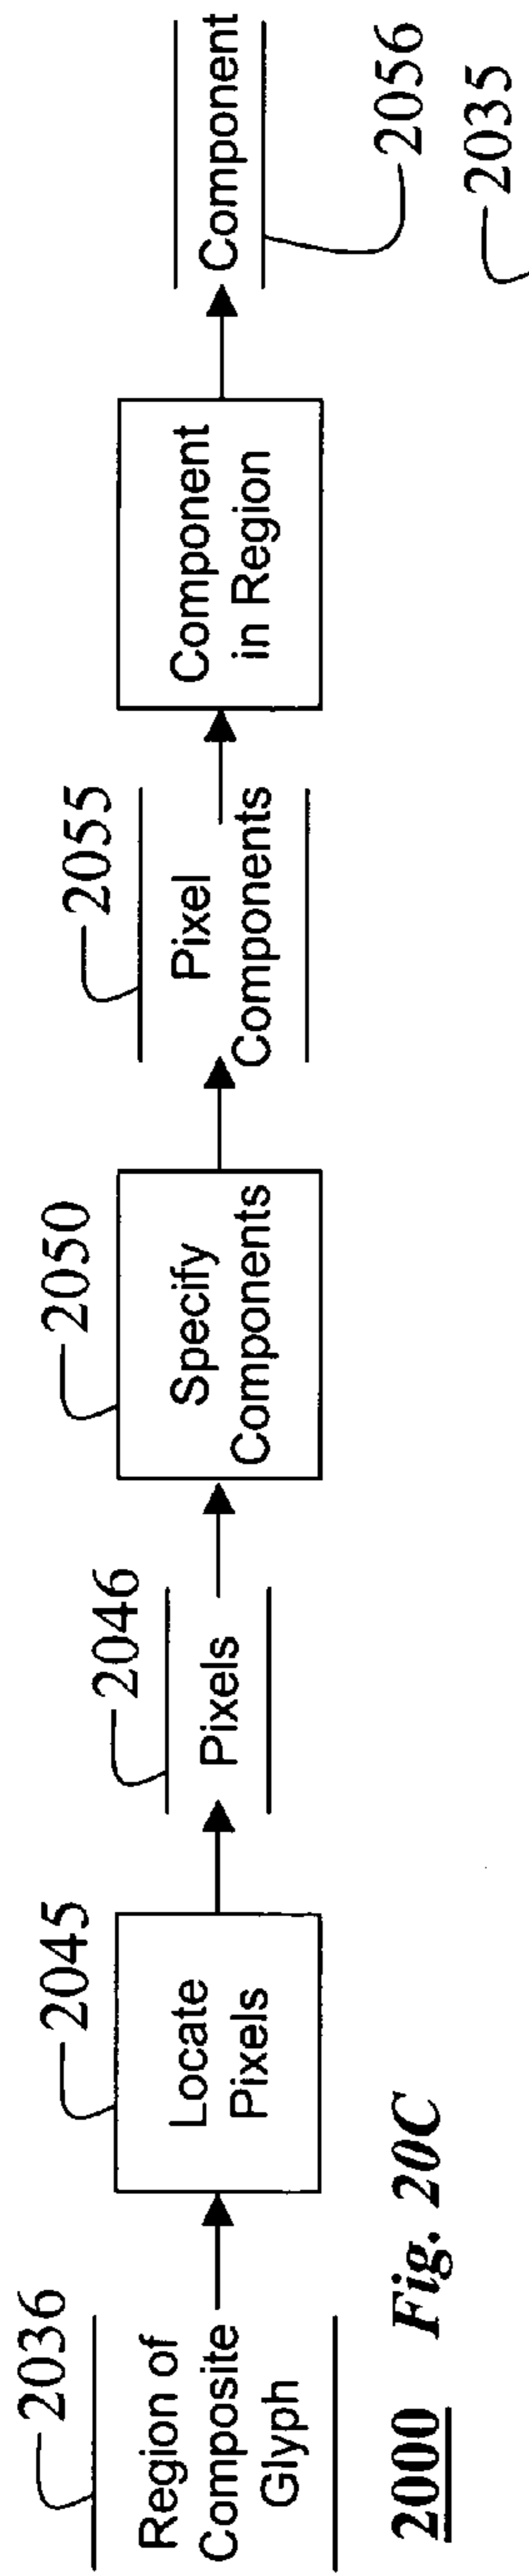 2036
Region of
Composite
Glyph
2045
Locate
Pixels
2046
Pixels
2050
Specify
Components
2055
Pixel
Components
Component
in Region
Component
2056
2035
2000 Fig. 20C